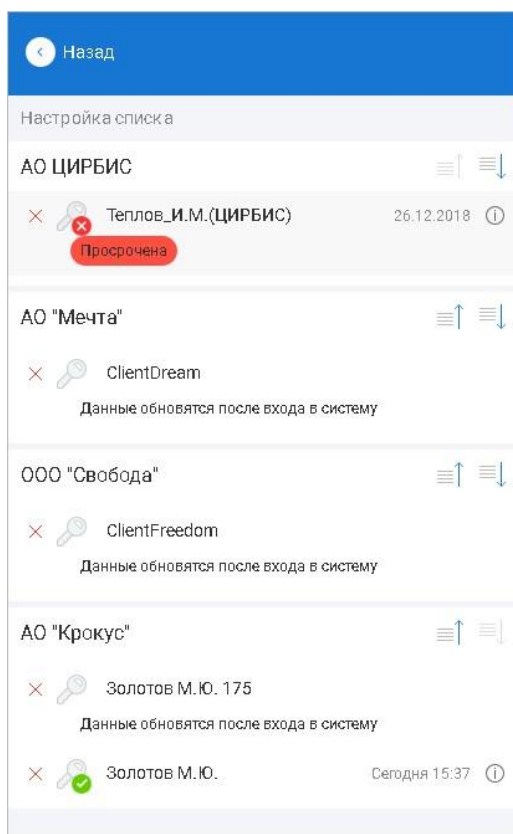 Назад
Настройка списка
АО ЦИРБИС
Теплов_И.М.(ЦИРБИС) 26.12.2018
Просрочена
АО "Мечта"
ClientDream
Данные обновятся после входа в систему
ООО "Свобода"
ClientFreedom
Данные обновятся после входа в систему
АО "Крокус"
Золотов М.Ю. 175
Данные обновятся после входа в систему
Золотов М.Ю. Сегодня 15:37